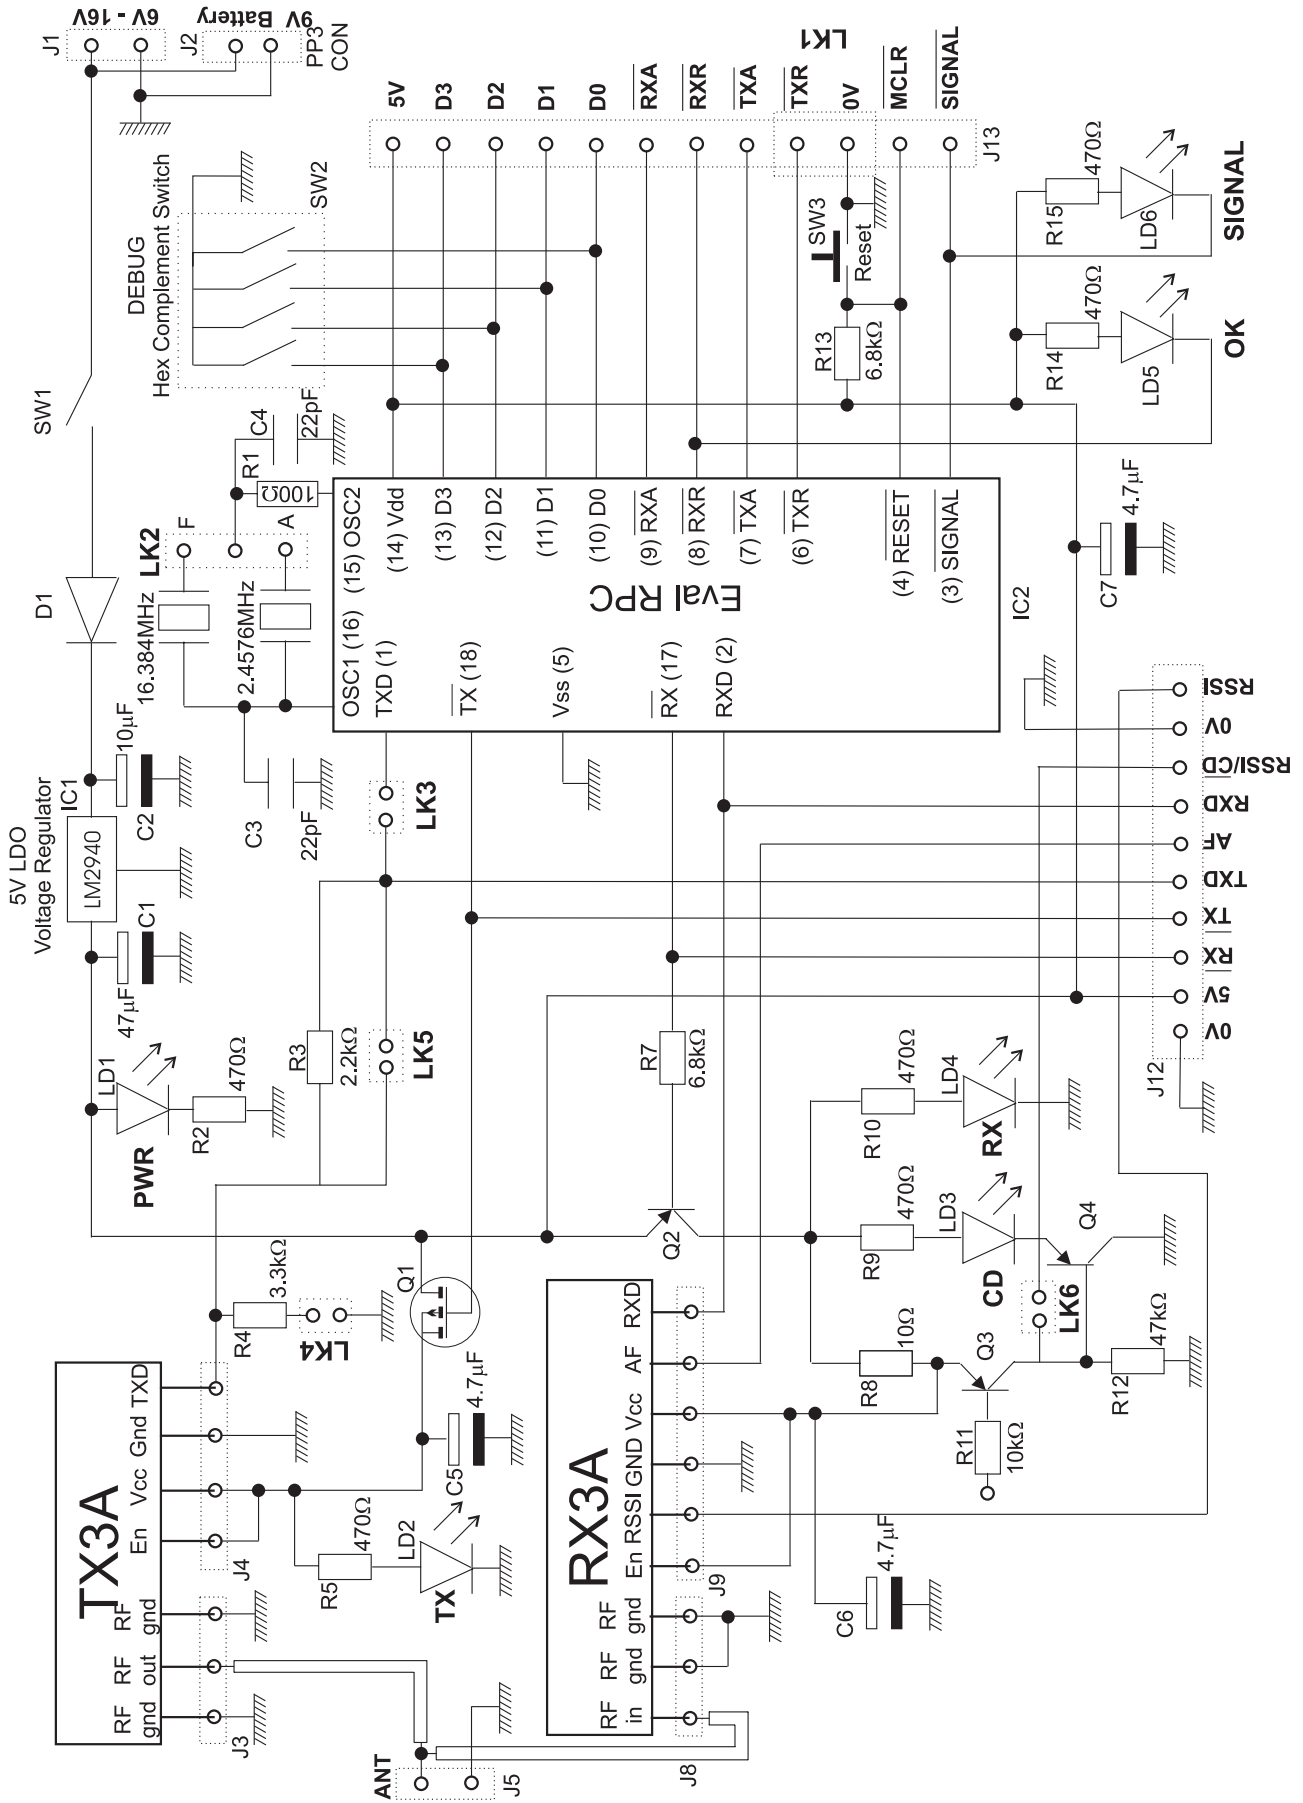 J1
6V - 16V
J2
9V Battery
PP3
CON
SW1
D1
5V LDO
Voltage Regulator
IC1
LM2940
C2
10µF
C1
47µF
LD1
PWR
R2
470Ω
DEBUG
Hex Complement Switch
SW2
LK2
F
A
16.384MHz
2.4576MHz
R1
100Ω
C4
22pF
C3
22pF
5V
D3
D2
D1
D0
RXA
RXR
TXA
TXR
0V
MCLR
SIGNAL
LK1
J13
SW3
Reset
R13
6.8kΩ
R15
470Ω
LD6
SIGNAL
R14
470Ω
LD5
OK
OSC1 (16)
(15) OSC2
TXD (1)
(14) Vdd
(13) D3
TX (18)
(12) D2
(11) D1
Vss (5)
(10) D0
(9) RXA
RX (17)
(8) RXR
RXD (2)
(7) TXA
(6) TXR
(4) RESET
(3) SIGNAL
Eval RPC
IC2
C7
4.7µF
LK3
R3
2.2kΩ
LK5
R7
6.8kΩ
RSSI
0V
RSSI/CD
RXD
AF
TXD
TX
RX
5V
0V
J12
TX3A
RF
gnd
RF
out
RF
gnd
En
Vcc
Gnd
TXD
J3
J4
R4
3.3kΩ
LK4
Q1
C5
4.7µF
R5
470Ω
LD2
TX
ANT
J5
RX3A
RF
in
RF
gnd
RF
gnd
En
RSSI
GND
Vcc
AF
RXD
J8
J9
Q2
R10
470Ω
LD4
RX
R9
470Ω
LD3
CD
Q4
LK6
R8
10Ω
Q3
R12
47kΩ
R11
10kΩ
C6
4.7µF